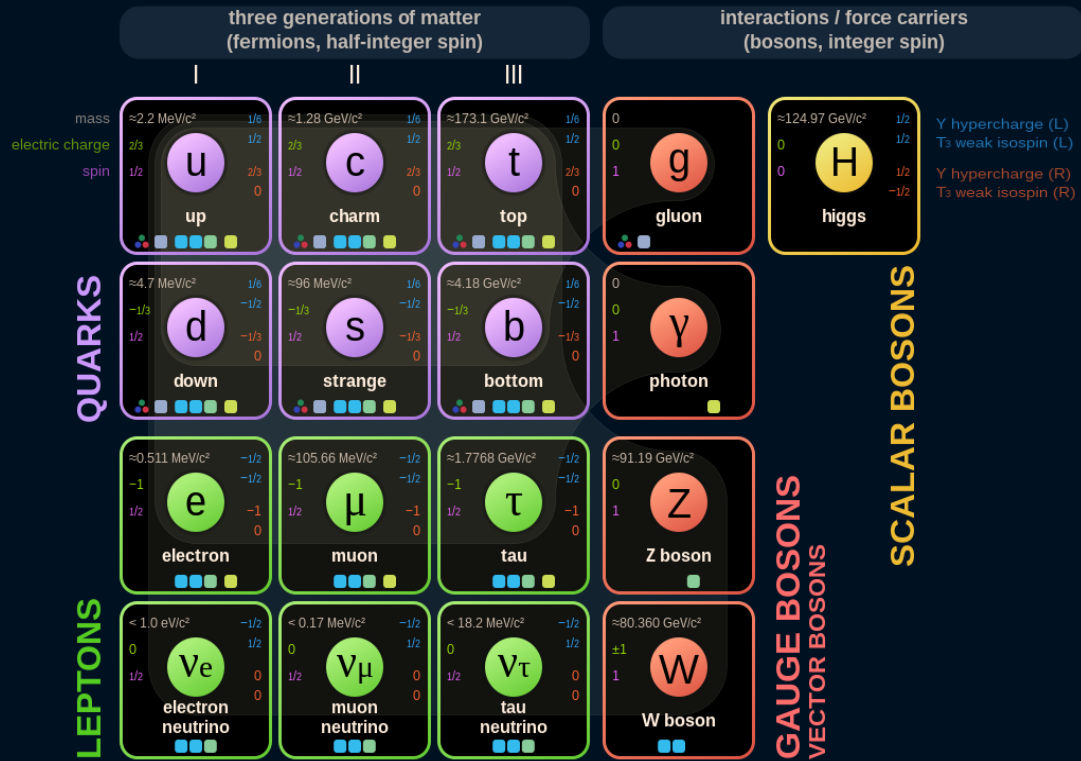 three generations of matter
(fermions, half-integer spin)
interactions / force carriers
(bosons, integer spin)
I
II
III
mass
electric charge
spin
≈2.2 MeV/c²
2/3
1/2
1/6
1/2
2/3
0
u
up
≈1.28 GeV/c²
2/3
1/2
1/6
1/2
2/3
0
c
charm
≈173.1 GeV/c²
2/3
1/2
1/6
1/2
2/3
0
t
top
0
0
1
g
gluon
≈124.97 GeV/c²
0
0
1/2
1/2
1/2
−1/2
H
higgs
Y hypercharge (L)
T₃ weak isospin (L)
Y hypercharge (R)
T₃ weak isospin (R)
QUARKS
≈4.7 MeV/c²
−1/3
1/2
1/6
−1/2
−1/3
0
d
down
≈96 MeV/c²
−1/3
1/2
1/6
−1/2
−1/3
0
s
strange
≈4.18 GeV/c²
−1/3
1/2
1/6
−1/2
−1/3
0
b
bottom
0
0
1
γ
photon
SCALAR BOSONS
LEPTONS
≈0.511 MeV/c²
−1
1/2
−1/2
−1/2
−1
0
e
electron
≈105.66 MeV/c²
−1
1/2
−1/2
−1/2
−1
0
μ
muon
≈1.7768 GeV/c²
−1
1/2
−1/2
−1/2
−1
0
τ
tau
≈91.19 GeV/c²
0
1
Z
Z boson
GAUGE BOSONS
VECTOR BOSONS
< 1.0 eV/c²
0
1/2
−1/2
1/2
0
0
νe
electron
neutrino
< 0.17 MeV/c²
0
1/2
−1/2
1/2
0
0
νμ
muon
neutrino
< 18.2 MeV/c²
0
1/2
−1/2
1/2
0
0
ντ
tau
neutrino
≈80.360 GeV/c²
±1
1
W
W boson